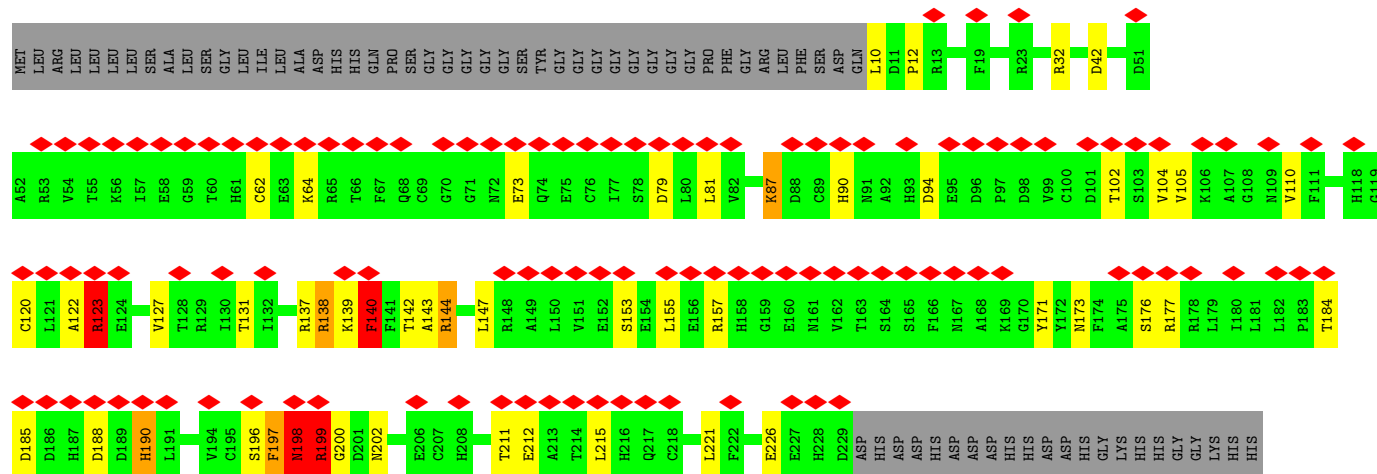 MET LEU ARG LEU LEU LEU LEU SER ALA LEU SER GLY LEU ILE LEU ALA ASP HIS HIS GLN PRO SER GLY GLY GLY GLY GLY SER TYR GLY GLY GLY GLY GLY GLY GLY GLY PRO PHE GLY ARG LEU PHE SER ASP GLN L10 D11 P12 R13 F19 R23 R32 D42 D51
A52 R53 V54 T55 K56 I57 E58 G59 T60 H61 C62 E63 K64 R65 T66 F67 Q68 C69 G70 G71 N72 E73 Q74 E75 C76 I77 S78 D79 L80 L81 V82 K87 D88 C89 H90 N91 A92 H93 D94 E95 D96 P97 D98 V99 C100 D101 T102 S103 V104 V105 K106 A107 G108 N109 V110 F111 H118 G119
C120 L121 A122 R123 E124 V127 T128 R129 I130 T131 I132 R137 R138 K139 F140 F141 T142 A143 R144 L147 R148 A149 L150 V151 E152 S153 E154 L155 E156 R157 H158 G159 E160 N161 V162 T163 S164 S165 F166 N167 A168 K169 G170 Y171 Y172 N173 F174 A175 S176 R177 R178 L179 I180 L181 L182 P183 T184
D185 D186 H187 D188 D189 H190 L191 V194 C195 S196 F197 N198 R199 G200 D201 N202 E206 C207 H208 T211 E212 A213 T214 L215 H216 Q217 C218 L221 F222 E226 E227 H228 D229 ASP HIS ASP ASP HIS ASP ASP ASP HIS HIS ASP ASP HIS GLY LYS HIS HIS GLY GLY LYS HIS HIS